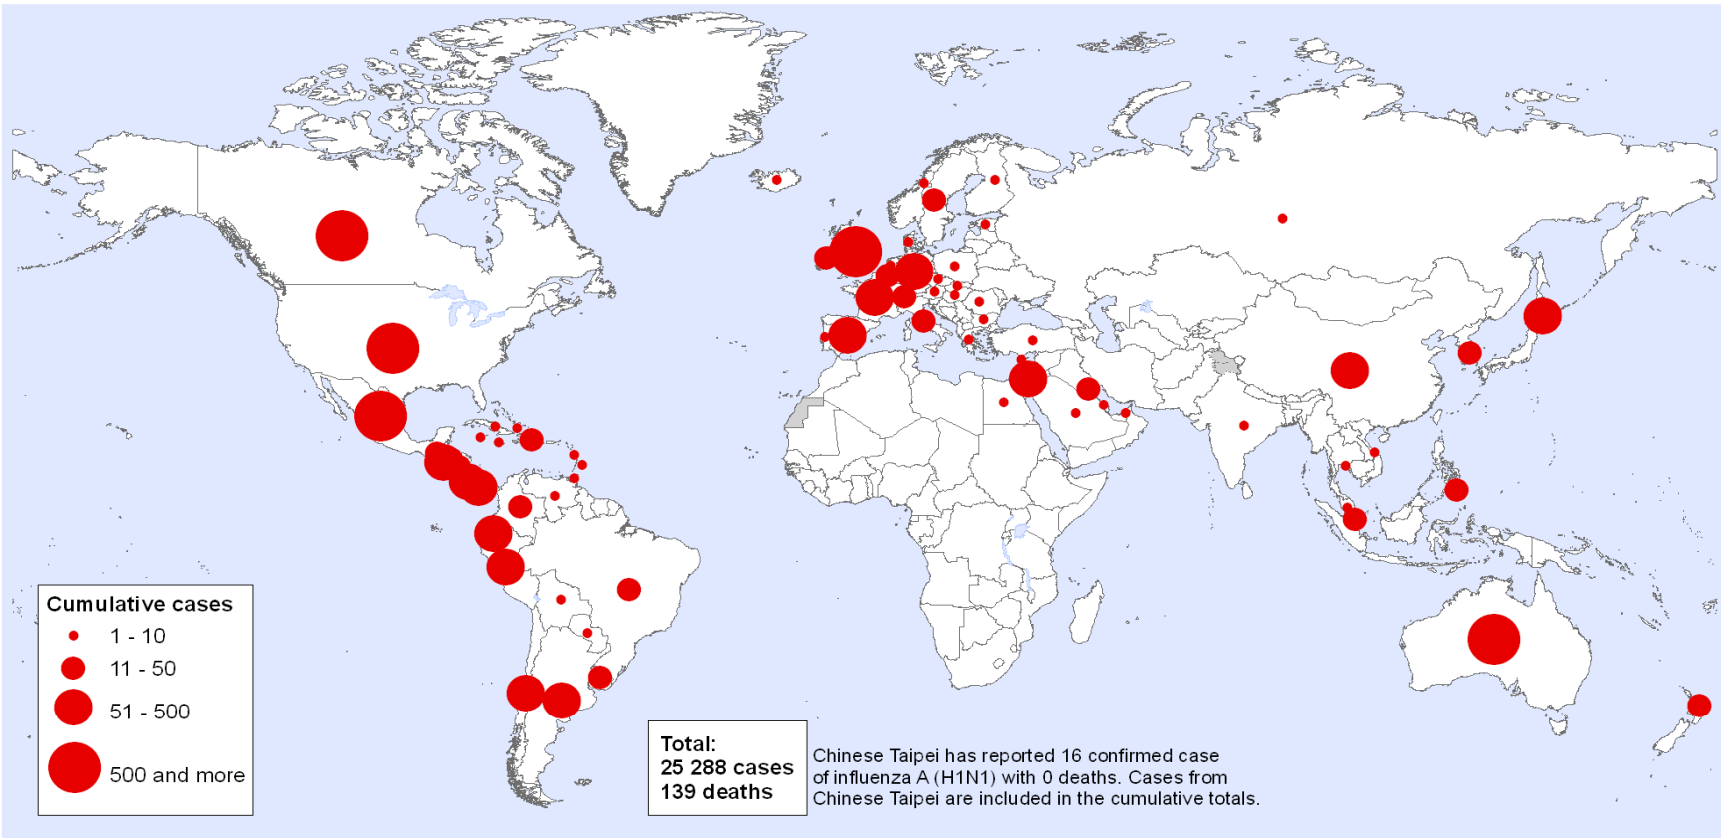 Cumulative cases
1 - 10
11 - 50
51 - 500
500 and more
Total:
25 288 cases
139 deaths
Chinese Taipei has reported 16 confirmed case
of influenza A (H1N1) with 0 deaths. Cases from
Chinese Taipei are included in the cumulative totals.